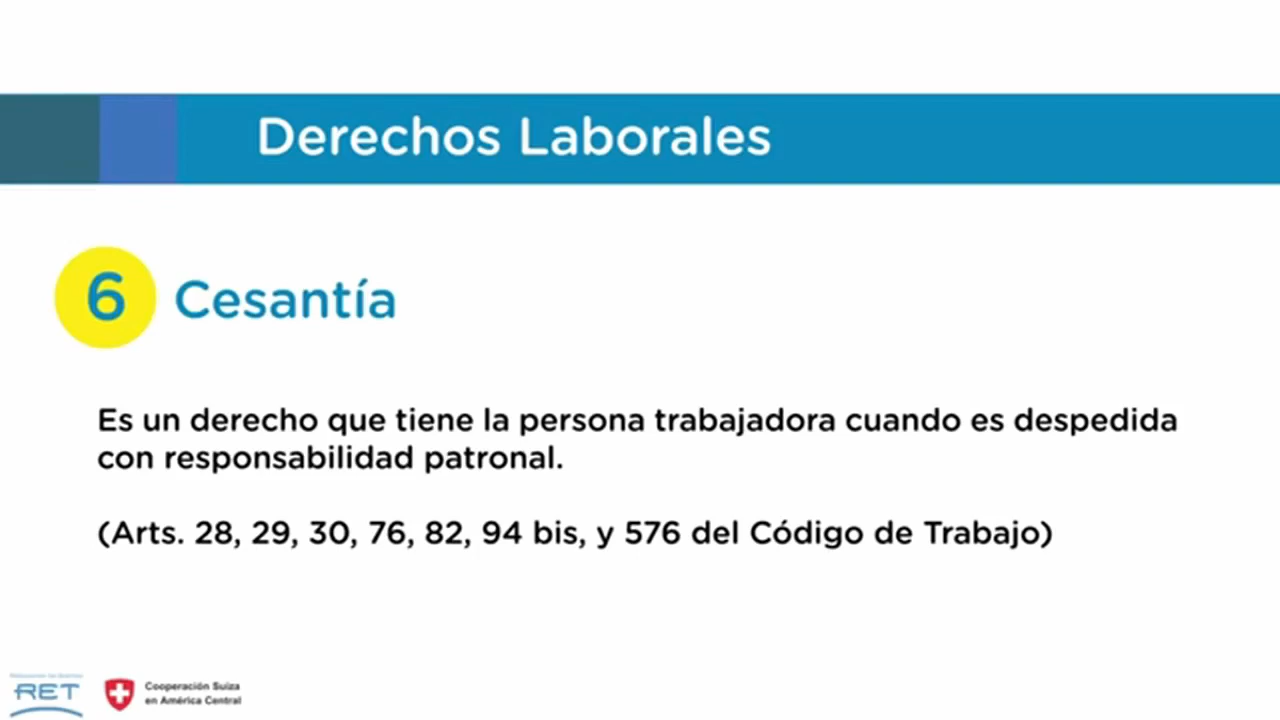 Derechos Laborales
6 Cesantía
Es un derecho que tiene la persona trabajadora cuando es despedida
con responsabilidad patronal.
(Arts. 28, 29, 30, 76, 82, 94 bis, y 576 del Código de Trabajo)
RET
Cooperación Suiza
en América Central